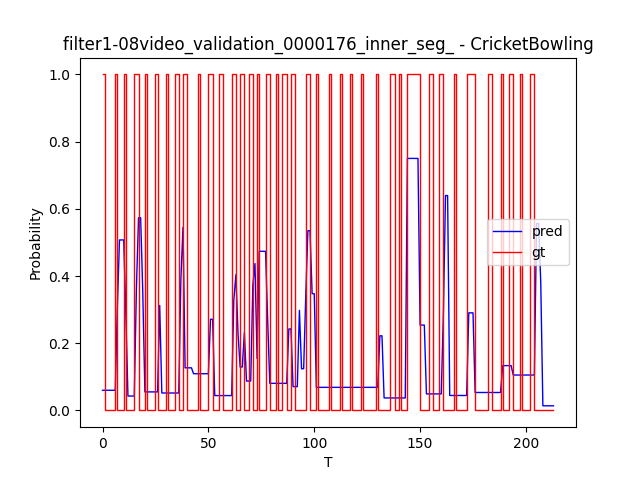 filter1-08video_validation_0000176_inner_seg_ - CricketBowling
1.0
0.8
0.6
0.4
0.2
0.0
Probability
pred
gt
0 50 100 150 200
T